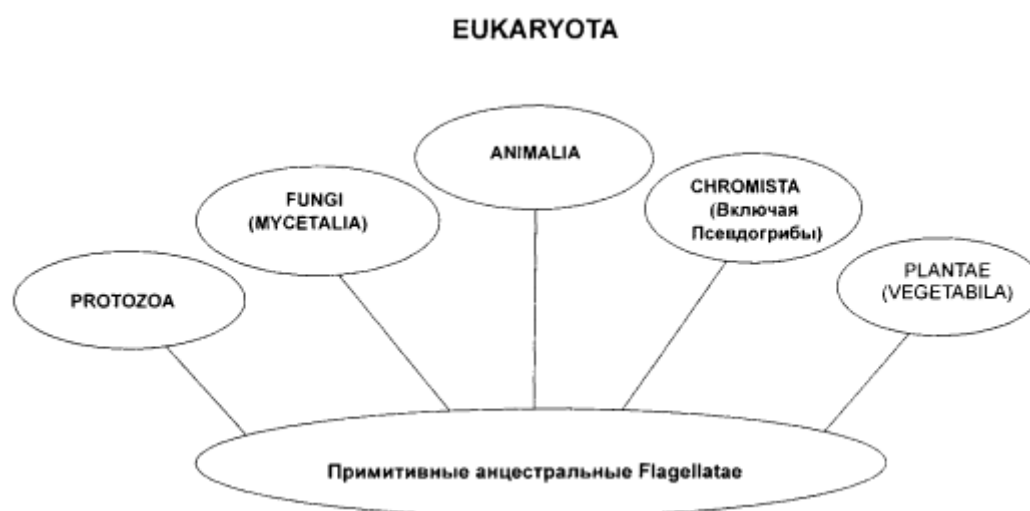 EUKARYOTA
ANIMALIA
FUNGI
(MYCETALIA)
CHROMISTA
(Включая
Псевдогрибы)
PROTOZOA
PLANTAE
(VEGETABILA)
Примитивные анцестральные Flagellatae